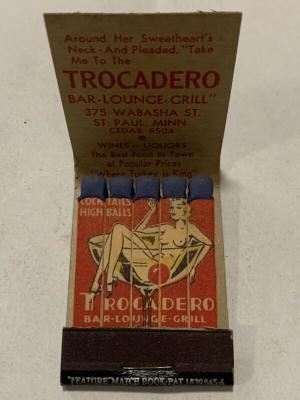 Around Her Sweetheart's
Neck - And Pleaded, "Take
Me To The
TROCADERO
BAR-LOUNGE-GRILL"
375 WABASHA ST.
ST. PAUL, MINN.
CEDAR 6504
WINES - LIQUORS
The Best Food in Town
at Popular Prices
"Where Turkey is King"
COCKTAILS
HIGH BALLS
TROCADERO
BAR-LOUNGE-GRILL
"FEATURE" MATCH BOOK-PAT. 1839845-6